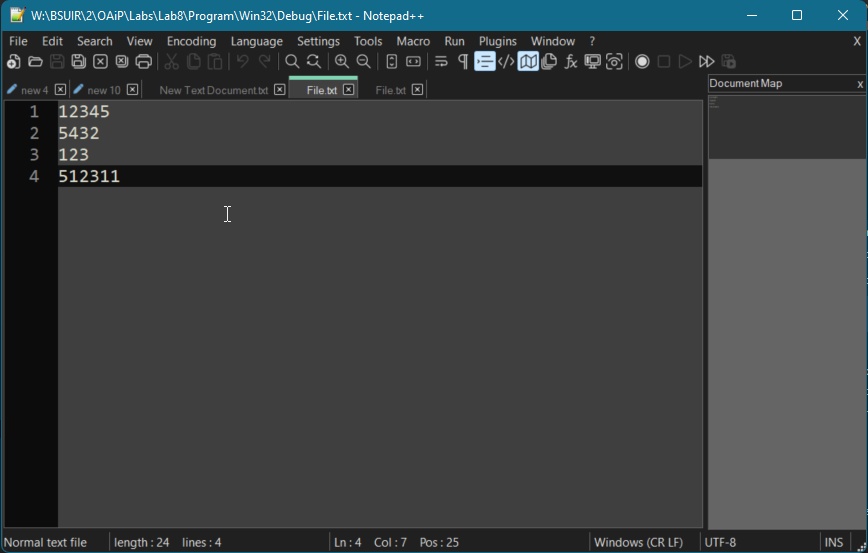 W:\BSUIR\2\OAiP\Labs\Lab8\Program\Win32\Debug\File.txt - Notepad++
File Edit Search View Encoding Language Settings Tools Macro Run Plugins Window ? X
new 4 new 10 New Text Document.txt File.txt File.txt
Document Map x
1 12345
2 5432
3 123
4 512311
Normal text file length : 24 lines : 4 Ln : 4 Col : 7 Pos : 25 Windows (CR LF) UTF-8 INS